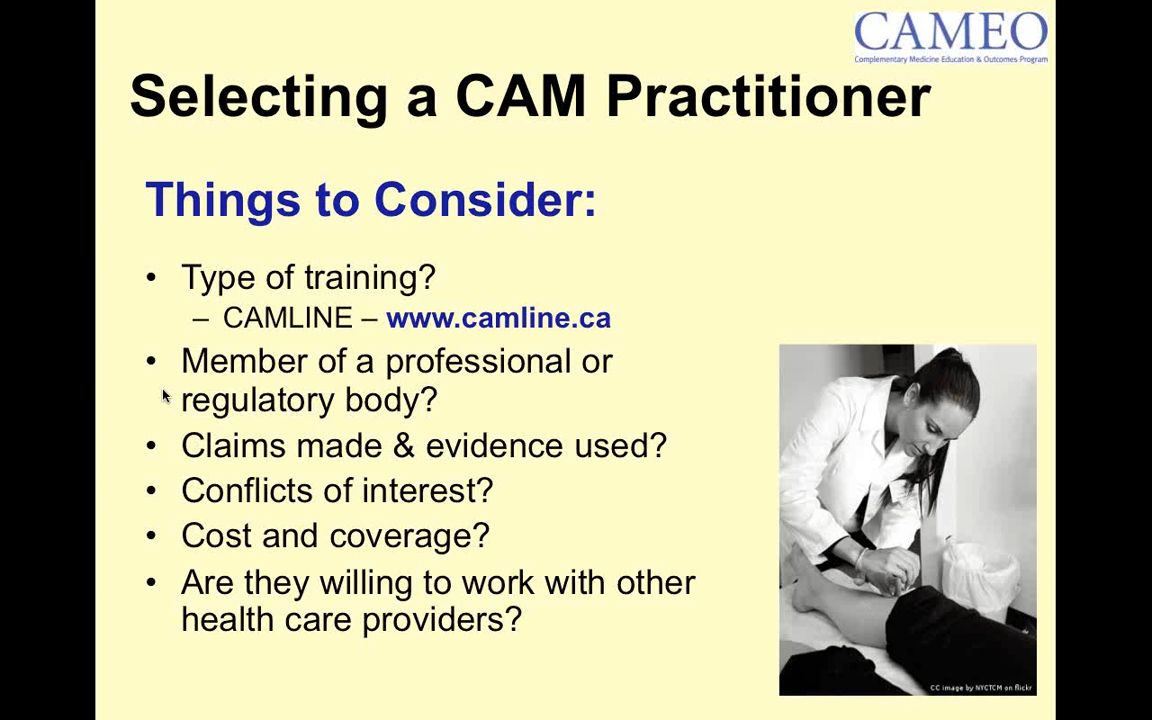 CAMEO
Complementary Medicine Education & Outcomes Program
Selecting a CAM Practitioner
Things to Consider:
• Type of training?
– CAMLINE – www.camline.ca
• Member of a professional or
regulatory body?
• Claims made & evidence used?
• Conflicts of interest?
• Cost and coverage?
• Are they willing to work with other
health care providers?
CC image by NYCTCM on flickr